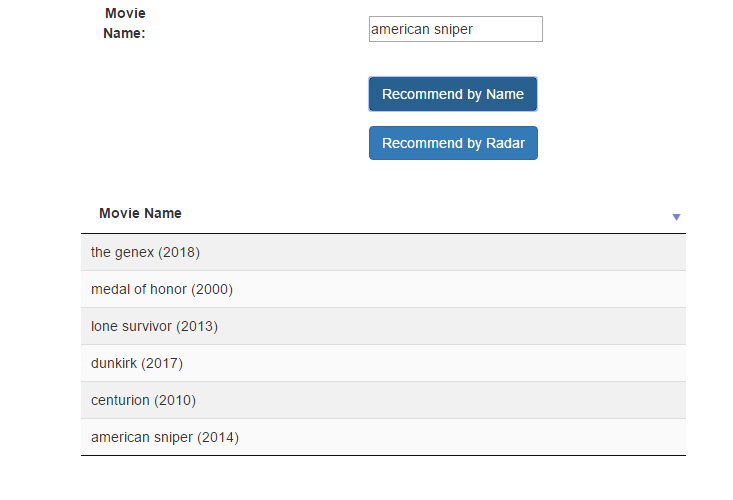 Movie
Name:
american sniper
Recommend by Name
Recommend by Radar
Movie Name
the genex (2018)
medal of honor (2000)
lone survivor (2013)
dunkirk (2017)
centurion (2010)
american sniper (2014)